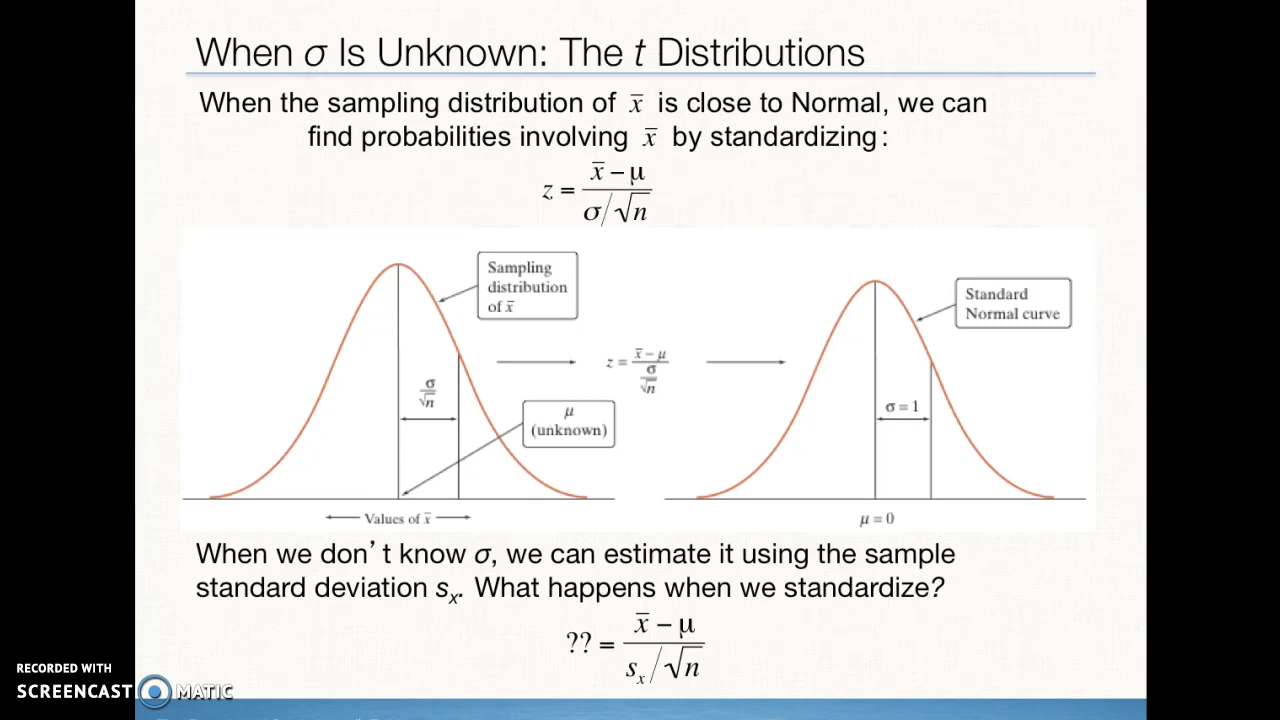 When σ Is Unknown: The t Distributions
When the sampling distribution of x̄ is close to Normal, we can
find probabilities involving x̄ by standardizing:
z = (x̄ − μ) / (σ/√n)
Sampling
distribution
of x̄
Standard
Normal curve
z = (x̄ − μ) / (σ/√n)
σ/√n
σ = 1
μ
(unknown)
Values of x̄
μ = 0
When we don't know σ, we can estimate it using the sample
standard deviation sₓ. What happens when we standardize?
?? = (x̄ − μ) / (sₓ/√n)
RECORDED WITH
SCREENCAST MATIC